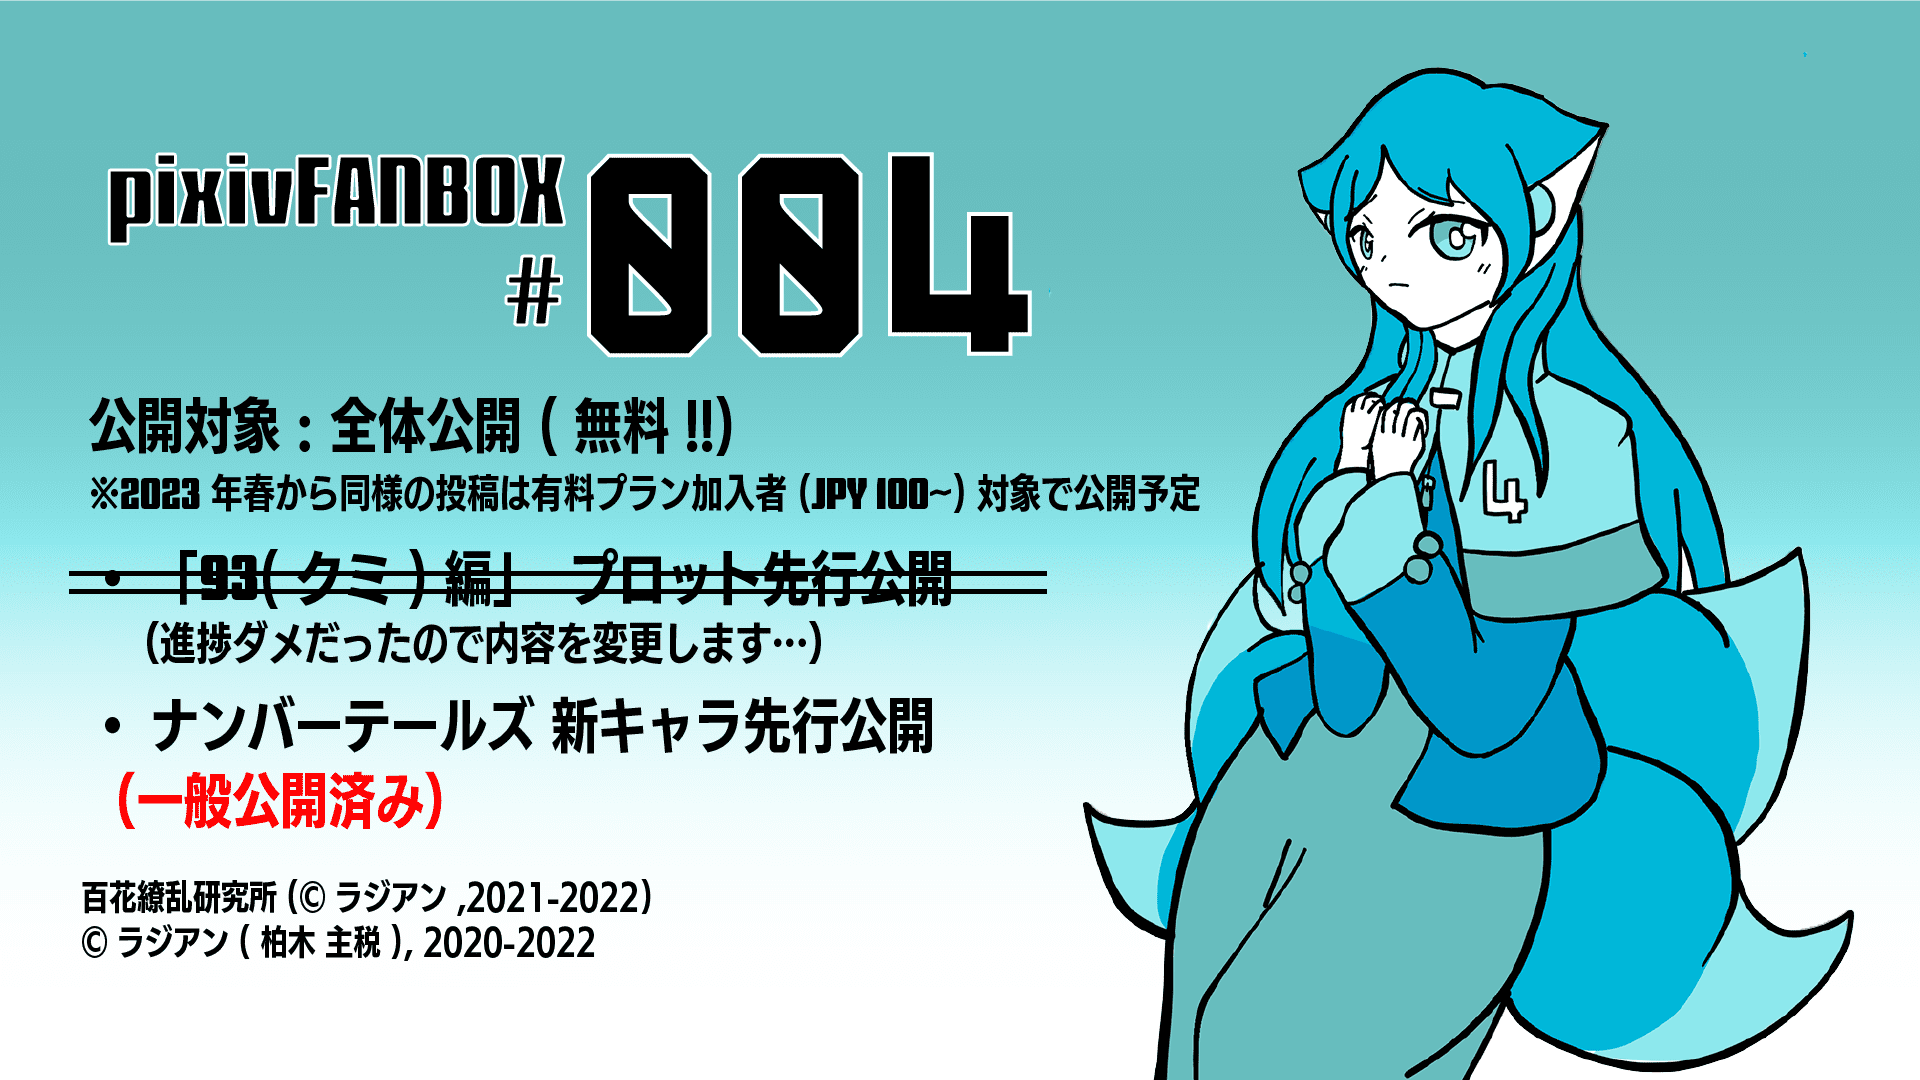 pixivFANBOX
#004
公開対象：全体公開 ( 無料 !!)
※2023 年春から同様の投稿は有料プラン加入者 (JPY 100~) 対象で公開予定
・「93( クミ ) 編」 プロット先行公開
（進捗ダメだったので内容を変更します…）
・ナンバーテールズ 新キャラ先行公開
（一般公開済み）
4
百花繚乱研究所 (© ラジアン ,2021-2022)
© ラジアン ( 柏木 主税 ), 2020-2022